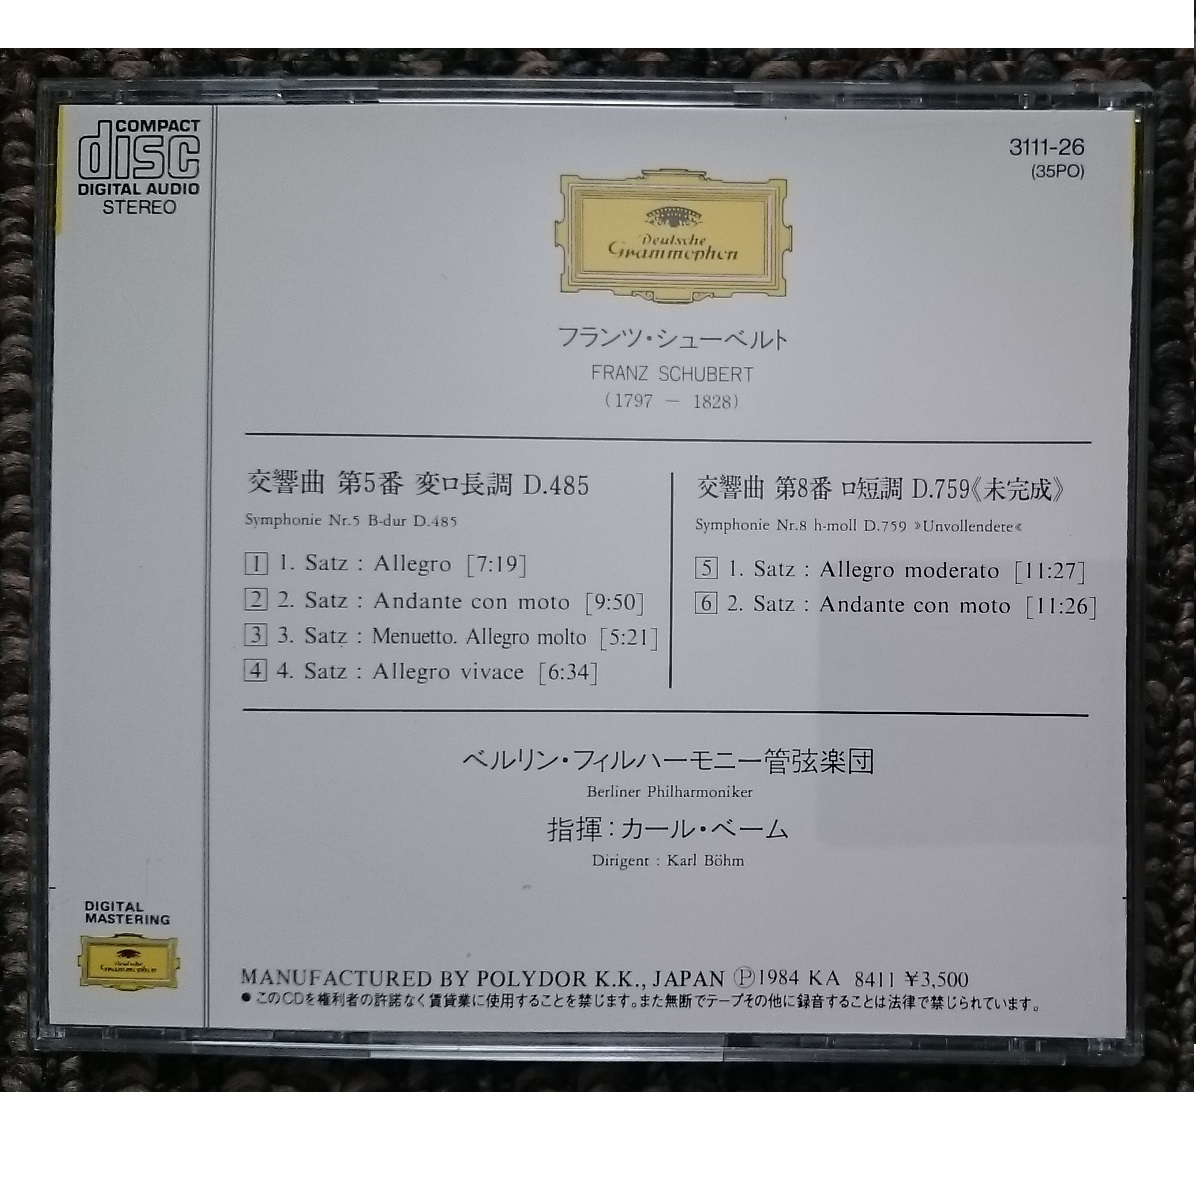 COMPACT
disc
DIGITAL AUDIO
STEREO
3111-26
(35PO)
Deutsche
Grammophon
フランツ・シューベルト
FRANZ SCHUBERT
(1797 － 1828)
交響曲 第5番 変ロ長調 D.485
Symphonie Nr.5 B-dur D.485
1 1. Satz : Allegro [7:19]
2 2. Satz : Andante con moto [9:50]
3 3. Satz : Menuetto. Allegro molto [5:21]
4 4. Satz : Allegro vivace [6:34]
交響曲 第8番 ロ短調 D.759《未完成》
Symphonie Nr.8 h-moll D.759 »Unvollendete«
5 1. Satz : Allegro moderato [11:27]
6 2. Satz : Andante con moto [11:26]
ベルリン・フィルハーモニー管弦楽団
Berliner Philharmoniker
指揮：カール・ベーム
Dirigent : Karl Böhm
DIGITAL
MASTERING
Deutsche
Grammophon
MANUFACTURED BY POLYDOR K.K., JAPAN Ⓟ1984 KA 8411 ¥3,500
●このCDを権利者の許諾なく賃貸業に使用することを禁じます。また無断でテープその他に録音することは法律で禁じられています。